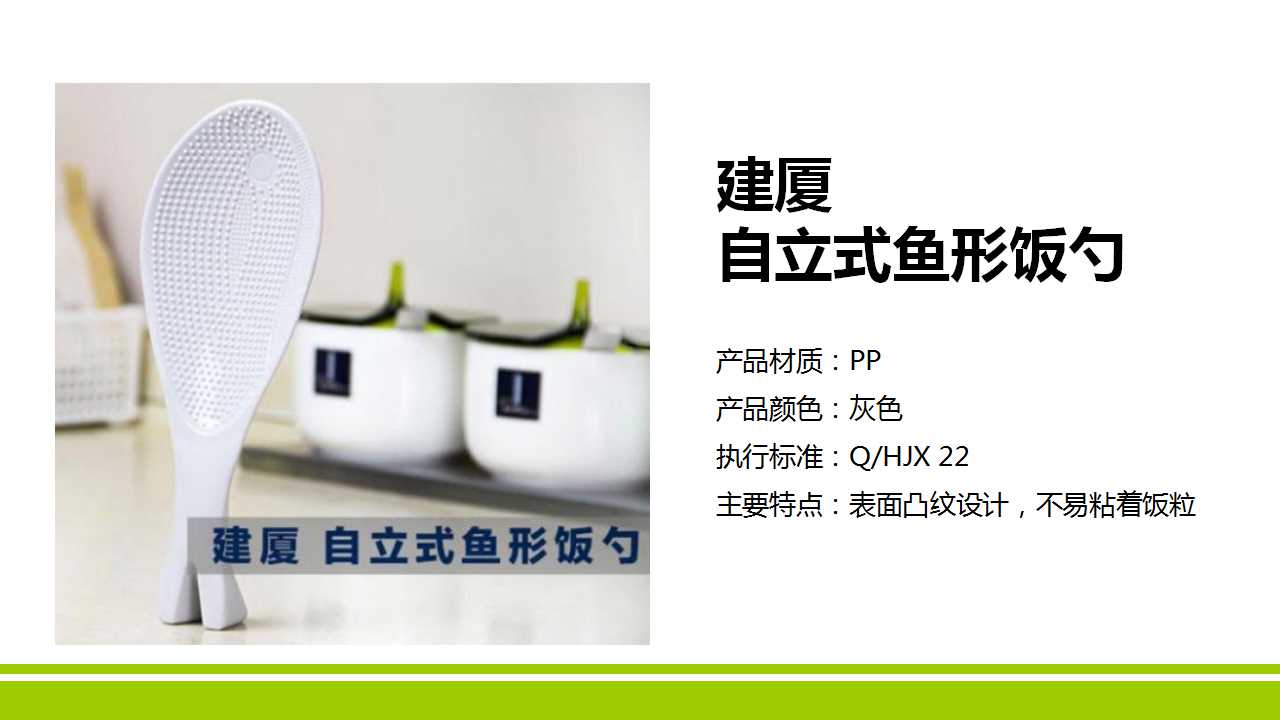 建厦
自立式鱼形饭勺
产品材质：PP
产品颜色：灰色
执行标准：Q/HJX 22
主要特点：表面凸纹设计，不易粘着饭粒
建厦 自立式鱼形饭勺